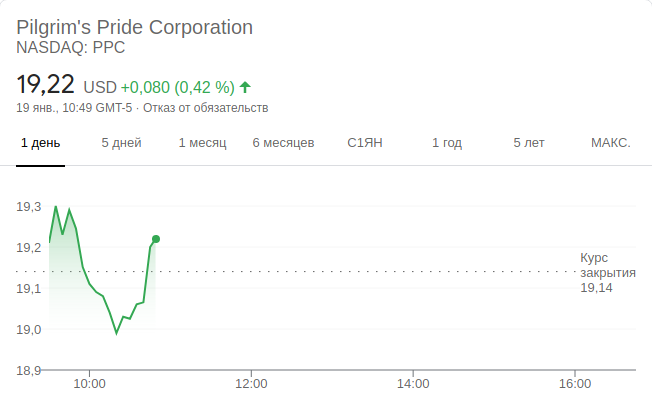 Pilgrim's Pride Corporation
NASDAQ: PPC
19,22 USD +0,080 (0,42 %)
19 янв., 10:49 GMT-5 · Отказ от обязательств
1 день 5 дней 1 месяц 6 месяцев С1ЯН 1 год 5 лет МАКС.
19,3
19,2
19,1
19,0
18,9
Курс
закрытия
19,14
10:00 12:00 14:00 16:00